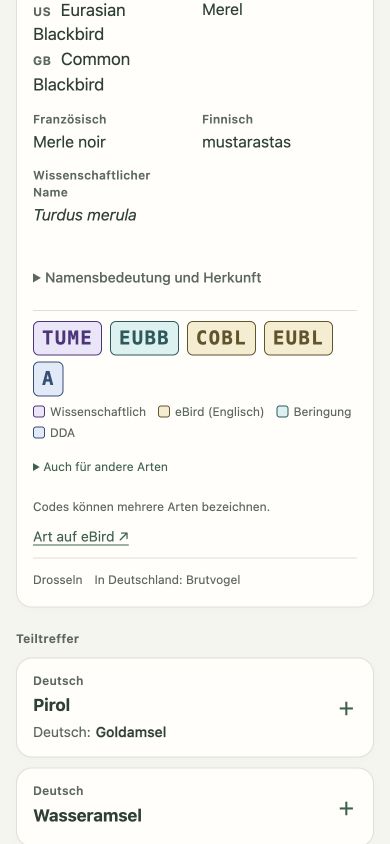 US Eurasian Merel
Blackbird
GB Common
Blackbird
Französisch Finnisch
Merle noir mustarastas
Wissenschaftlicher
Name
Turdus merula
▶ Namensbedeutung und Herkunft
TUME EUBB COBL EUBL
A
Wissenschaftlich eBird (Englisch) Beringung
DDA
▶ Auch für andere Arten
Codes können mehrere Arten bezeichnen.
Art auf eBird ↗
Drosseln In Deutschland: Brutvogel
Teiltreffer
Deutsch
Pirol +
Deutsch: Goldamsel
Deutsch
Wasseramsel +